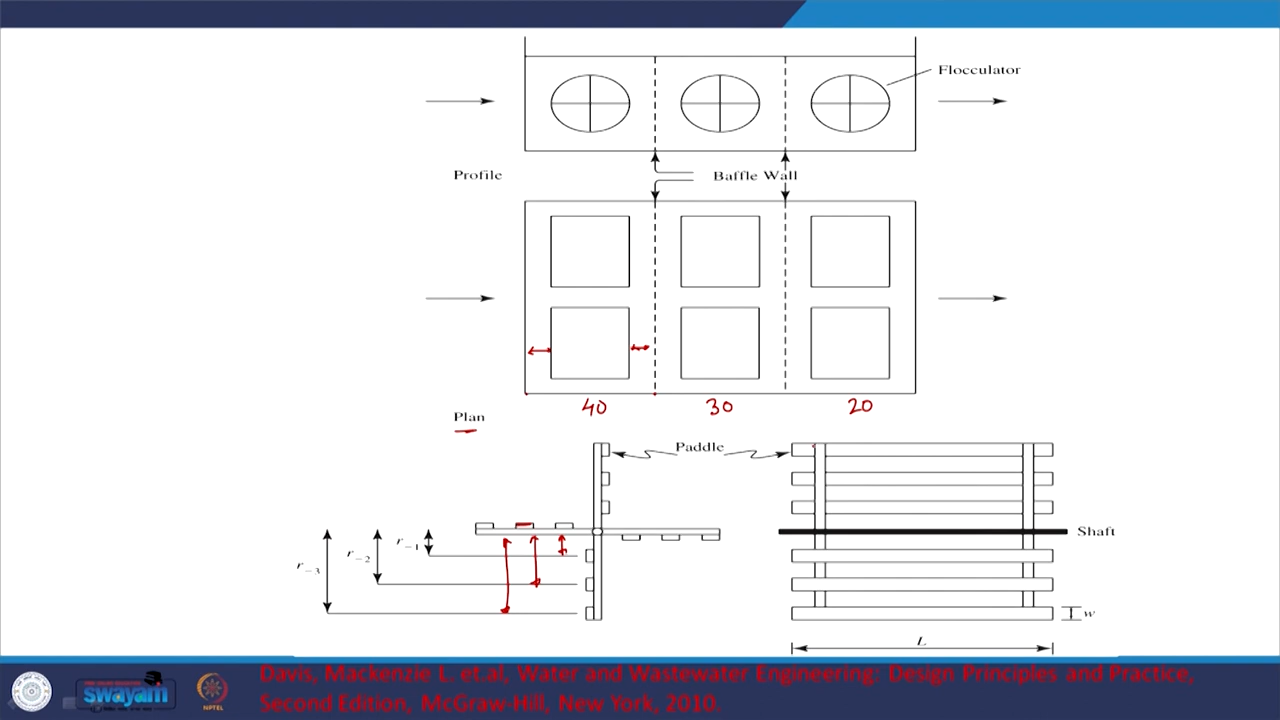 Flocculator
Profile
Baffle Wall
40 30 20
Plan
Paddle
r-1
r-2
r-3
Shaft
w
L
Davis, Mackenzie L. et.al, Water and Wastewater Engineering: Design Principles and Practice,
Second Edition, McGraw-Hill, New York, 2010.
swayam
NPTEL